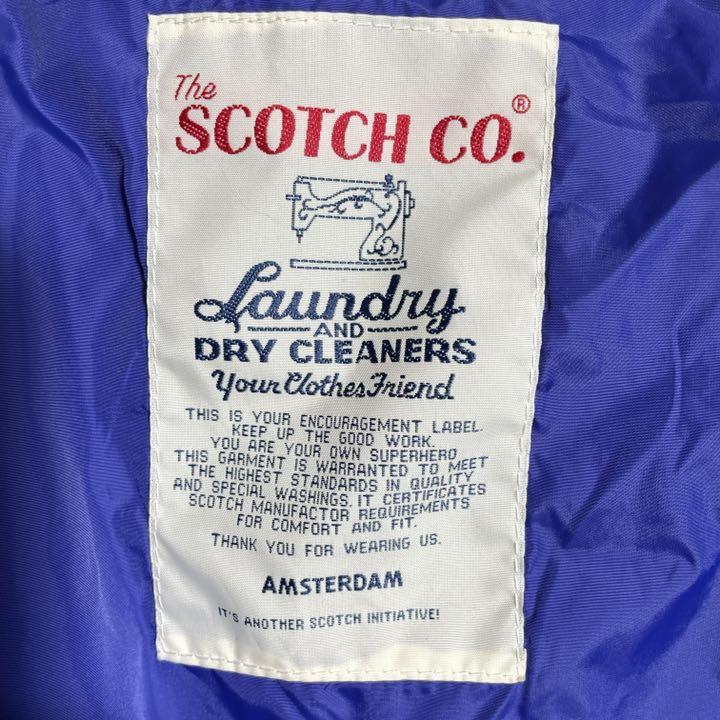 The
SCOTCH CO.®
Laundry
AND
DRY CLEANERS
Your Clothes Friend
THIS IS YOUR ENCOURAGEMENT LABEL.
KEEP UP THE GOOD WORK.
YOU ARE YOUR OWN SUPERHERO
THIS GARMENT IS WARRANTED TO MEET
THE HIGHEST STANDARDS IN QUALITY
AND SPECIAL WASHINGS. IT CERTIFICATES
SCOTCH MANUFACTOR REQUIREMENTS
FOR COMFORT AND FIT.
THANK YOU FOR WEARING US.
AMSTERDAM
IT'S ANOTHER SCOTCH INITIATIVE!